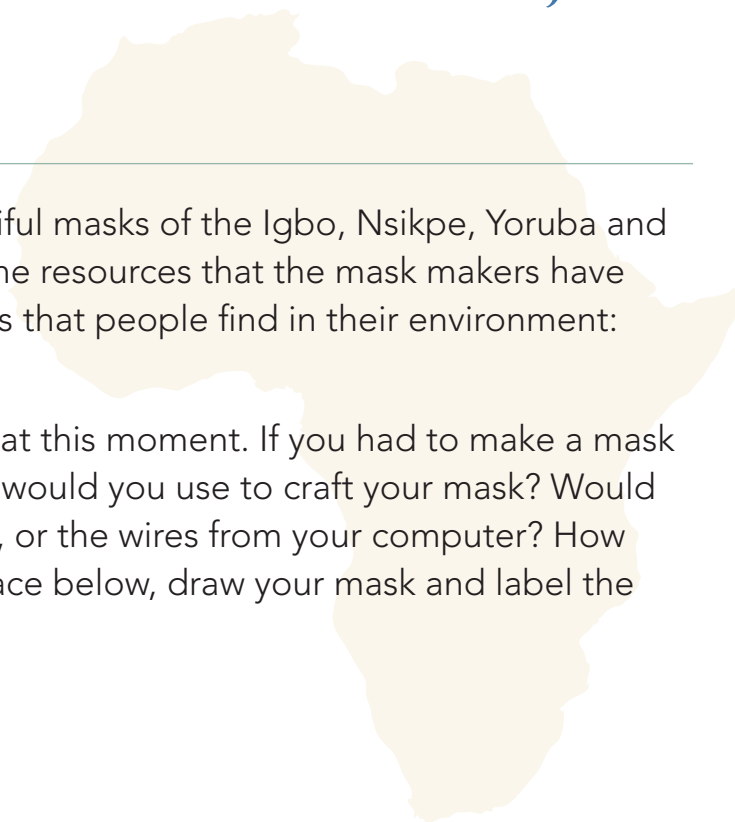 iful masks of the Igbo, Nsikpe, Yoruba and
he resources that the mask makers have
s that people find in their environment:
at this moment. If you had to make a mask
would you use to craft your mask? Would
, or the wires from your computer? How
ace below, draw your mask and label the